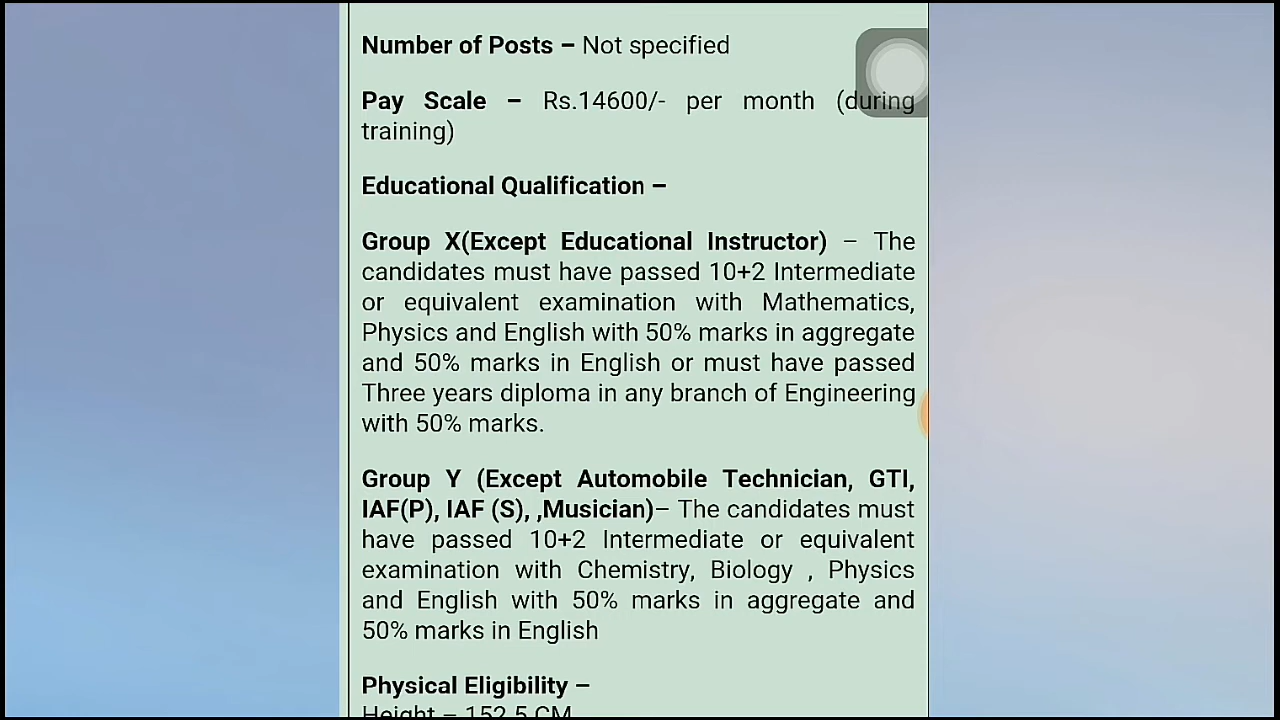 Number of Posts – Not specified
Pay Scale – Rs.14600/- per month (during
training)
Educational Qualification –
Group X(Except Educational Instructor) – The
candidates must have passed 10+2 Intermediate
or equivalent examination with Mathematics,
Physics and English with 50% marks in aggregate
and 50% marks in English or must have passed
Three years diploma in any branch of Engineering
with 50% marks.
Group Y (Except Automobile Technician, GTI,
IAF(P), IAF (S), ,Musician)– The candidates must
have passed 10+2 Intermediate or equivalent
examination with Chemistry, Biology , Physics
and English with 50% marks in aggregate and
50% marks in English
Physical Eligibility –
Height – 152.5 CM